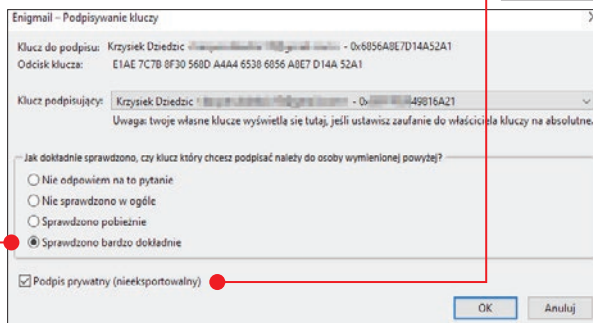 Enigmail – Podpisywanie kluczy
Klucz do podpisu: Krzysiek Dziedzic - 0x6856A8E7D14A52A1
Odcisk klucza: E1AE 7C7B 8F30 568D A4A4 6538 6856 A8E7 D14A 52A1
Klucz podpisujący: Krzysiek Dziedzic - 0x 49816A21
Uwaga: twoje własne klucze wyświetlą się tutaj, jeśli ustawisz zaufanie do właściciela kluczy na absolutne.
Jak dokładnie sprawdzono, czy klucz który chcesz podpisać należy do osoby wymienionej powyżej?
Nie odpowiem na to pytanie
Nie sprawdzono w ogóle
Sprawdzono pobieżnie
Sprawdzono bardzo dokładnie
Podpis prywatny (nieeksportowalny)
OK Anuluj